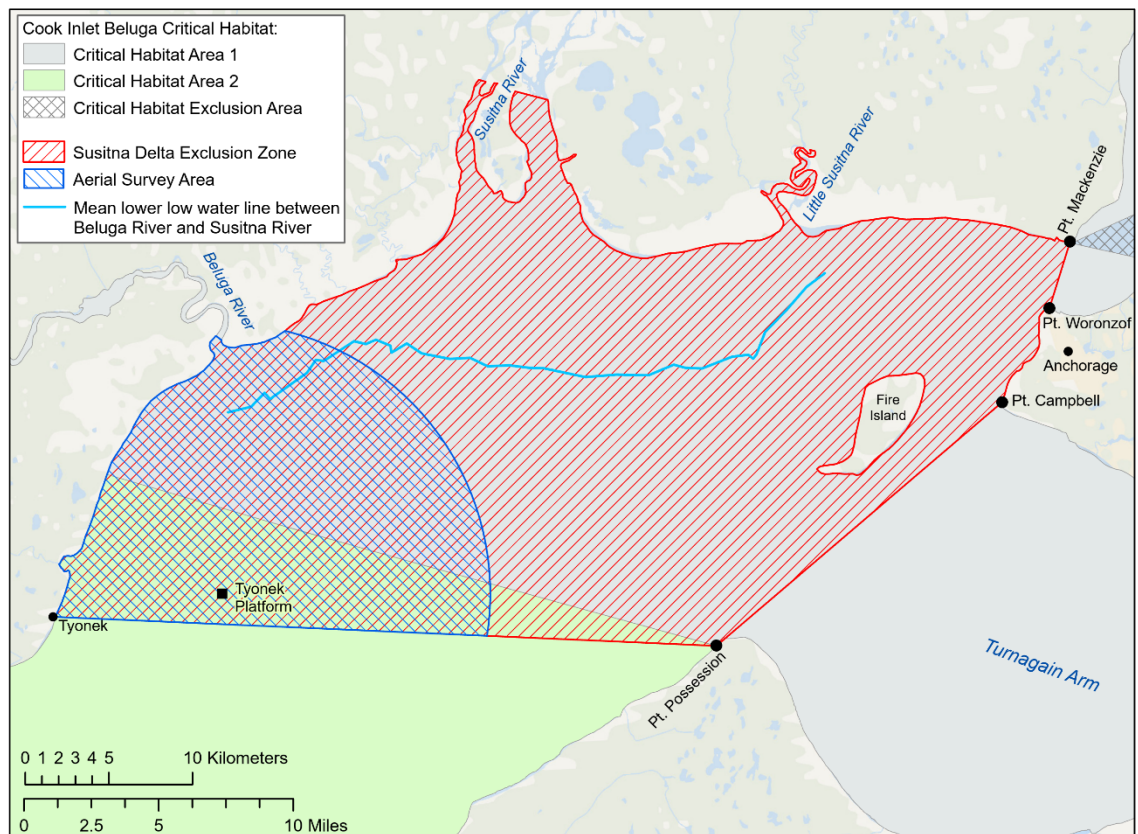 Cook Inlet Beluga Critical Habitat:
Critical Habitat Area 1
Critical Habitat Area 2
Critical Habitat Exclusion Area
Susitna Delta Exclusion Zone
Aerial Survey Area
Mean lower low water line between
Beluga River and Susitna River
Susitna River
Little Susitna River
Pt. Mackenzie
Beluga River
Pt. Woronzof
Anchorage
Pt. Campbell
Fire
Island
Tyonek
Platform
Tyonek
Pt. Possession
Turnagain Arm
0 1 2 3 4 5 10 Kilometers
0 2.5 5 10 Miles